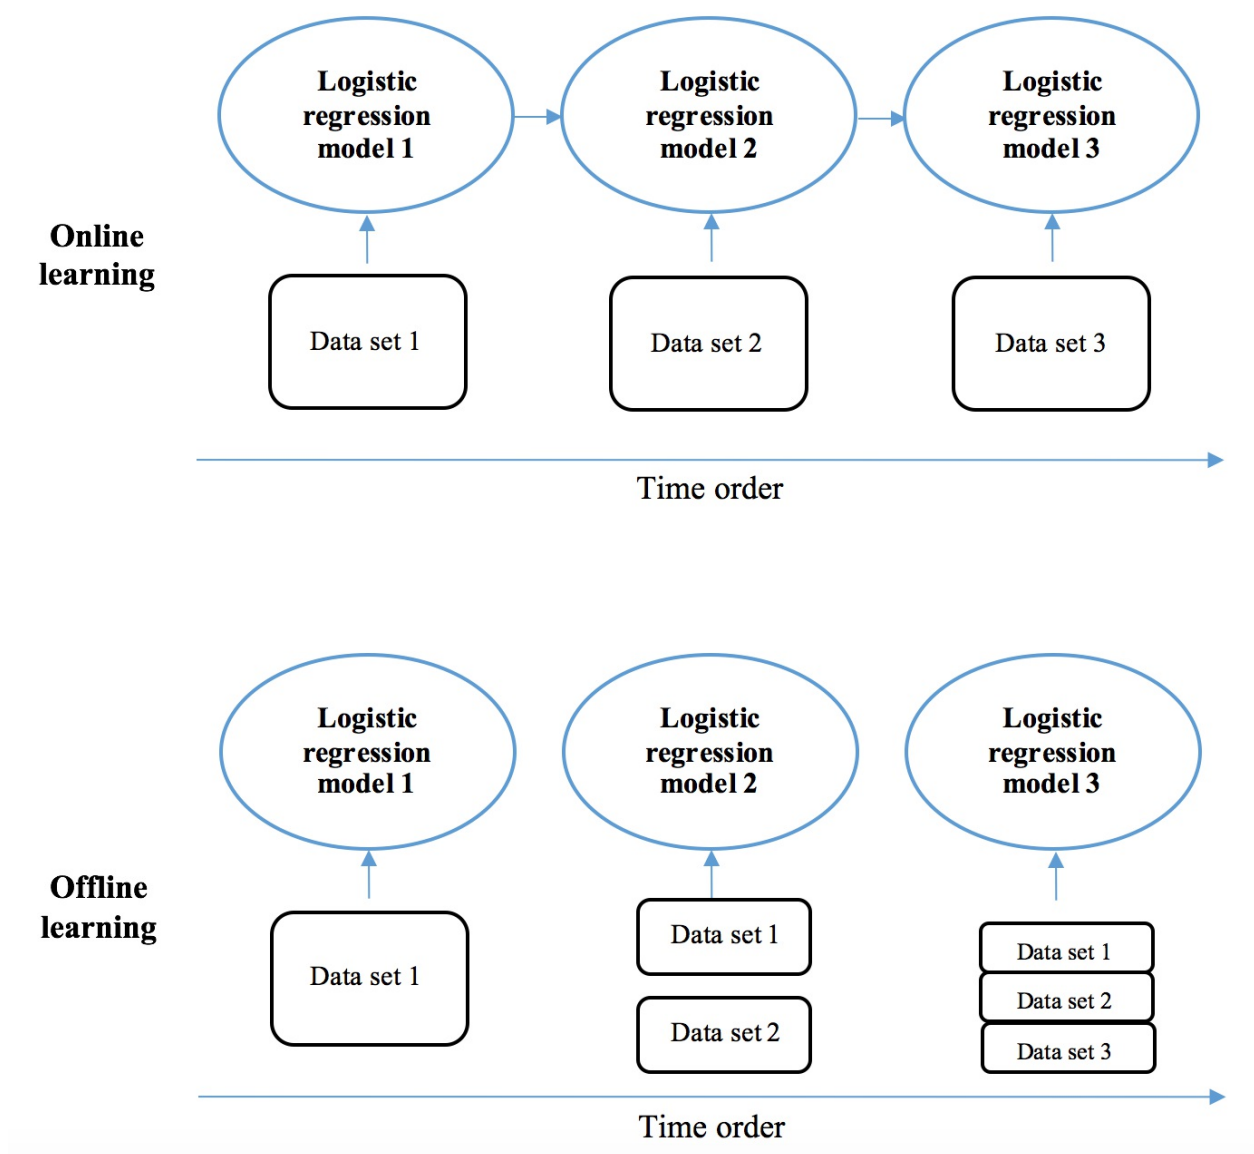 Logistic
regression
model 1
Logistic
regression
model 2
Logistic
regression
model 3
Online
learning
Data set 1
Data set 2
Data set 3
Time order
Logistic
regression
model 1
Logistic
regression
model 2
Logistic
regression
model 3
Offline
learning
Data set 1
Data set 1
Data set 2
Data set 1
Data set 2
Data set 3
Time order